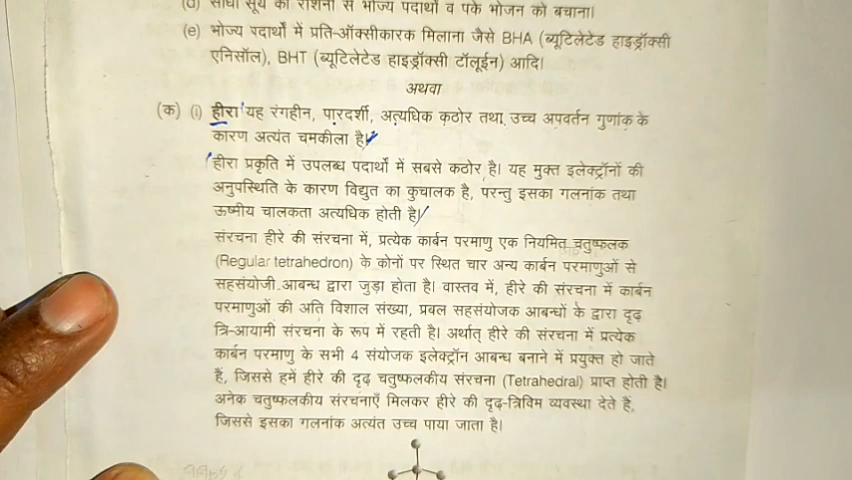 (d) सीधी सूर्य की रोशनी से भोज्य पदार्थों व पके भोजन को बचाना।
(e) भोज्य पदार्थों में प्रति-ऑक्सीकारक मिलाना जैसे BHA (ब्यूटिलेटेड हाइड्रॉक्सी
एनिसॉल), BHT (ब्यूटिलेटेड हाइड्रॉक्सी टॉलूईन) आदि।
अथवा
(क) (i) हीरा यह रंगहीन, पारदर्शी, अत्यधिक कठोर तथा उच्च अपवर्तन गुणांक के
कारण अत्यंत चमकीला है।
हीरा प्रकृति में उपलब्ध पदार्थों में सबसे कठोर है। यह मुक्त इलेक्ट्रॉनों की
अनुपस्थिति के कारण विद्युत का कुचालक है, परन्तु इसका गलनांक तथा
ऊष्मीय चालकता अत्यधिक होती है।
संरचना हीरे की संरचना में, प्रत्येक कार्बन परमाणु एक नियमित चतुष्फलक
(Regular tetrahedron) के कोनों पर स्थित चार अन्य कार्बन परमाणुओं से
सहसंयोजी आबन्ध द्वारा जुड़ा होता है। वास्तव में, हीरे की संरचना में कार्बन
परमाणुओं की अति विशाल संख्या, प्रबल सहसंयोजक आबन्धों के द्वारा दृढ़
त्रि-आयामी संरचना के रूप में रहती है। अर्थात् हीरे की संरचना में प्रत्येक
कार्बन परमाणु के सभी 4 संयोजक इलेक्ट्रॉन आबन्ध बनाने में प्रयुक्त हो जाते
हैं, जिससे हमें हीरे की दृढ़ चतुष्फलकीय संरचना (Tetrahedral) प्राप्त होती है।
अनेक चतुष्फलकीय संरचनाएँ मिलकर हीरे की दृढ़-त्रिविम व्यवस्था देते हैं,
जिससे इसका गलनांक अत्यंत उच्च पाया जाता है।